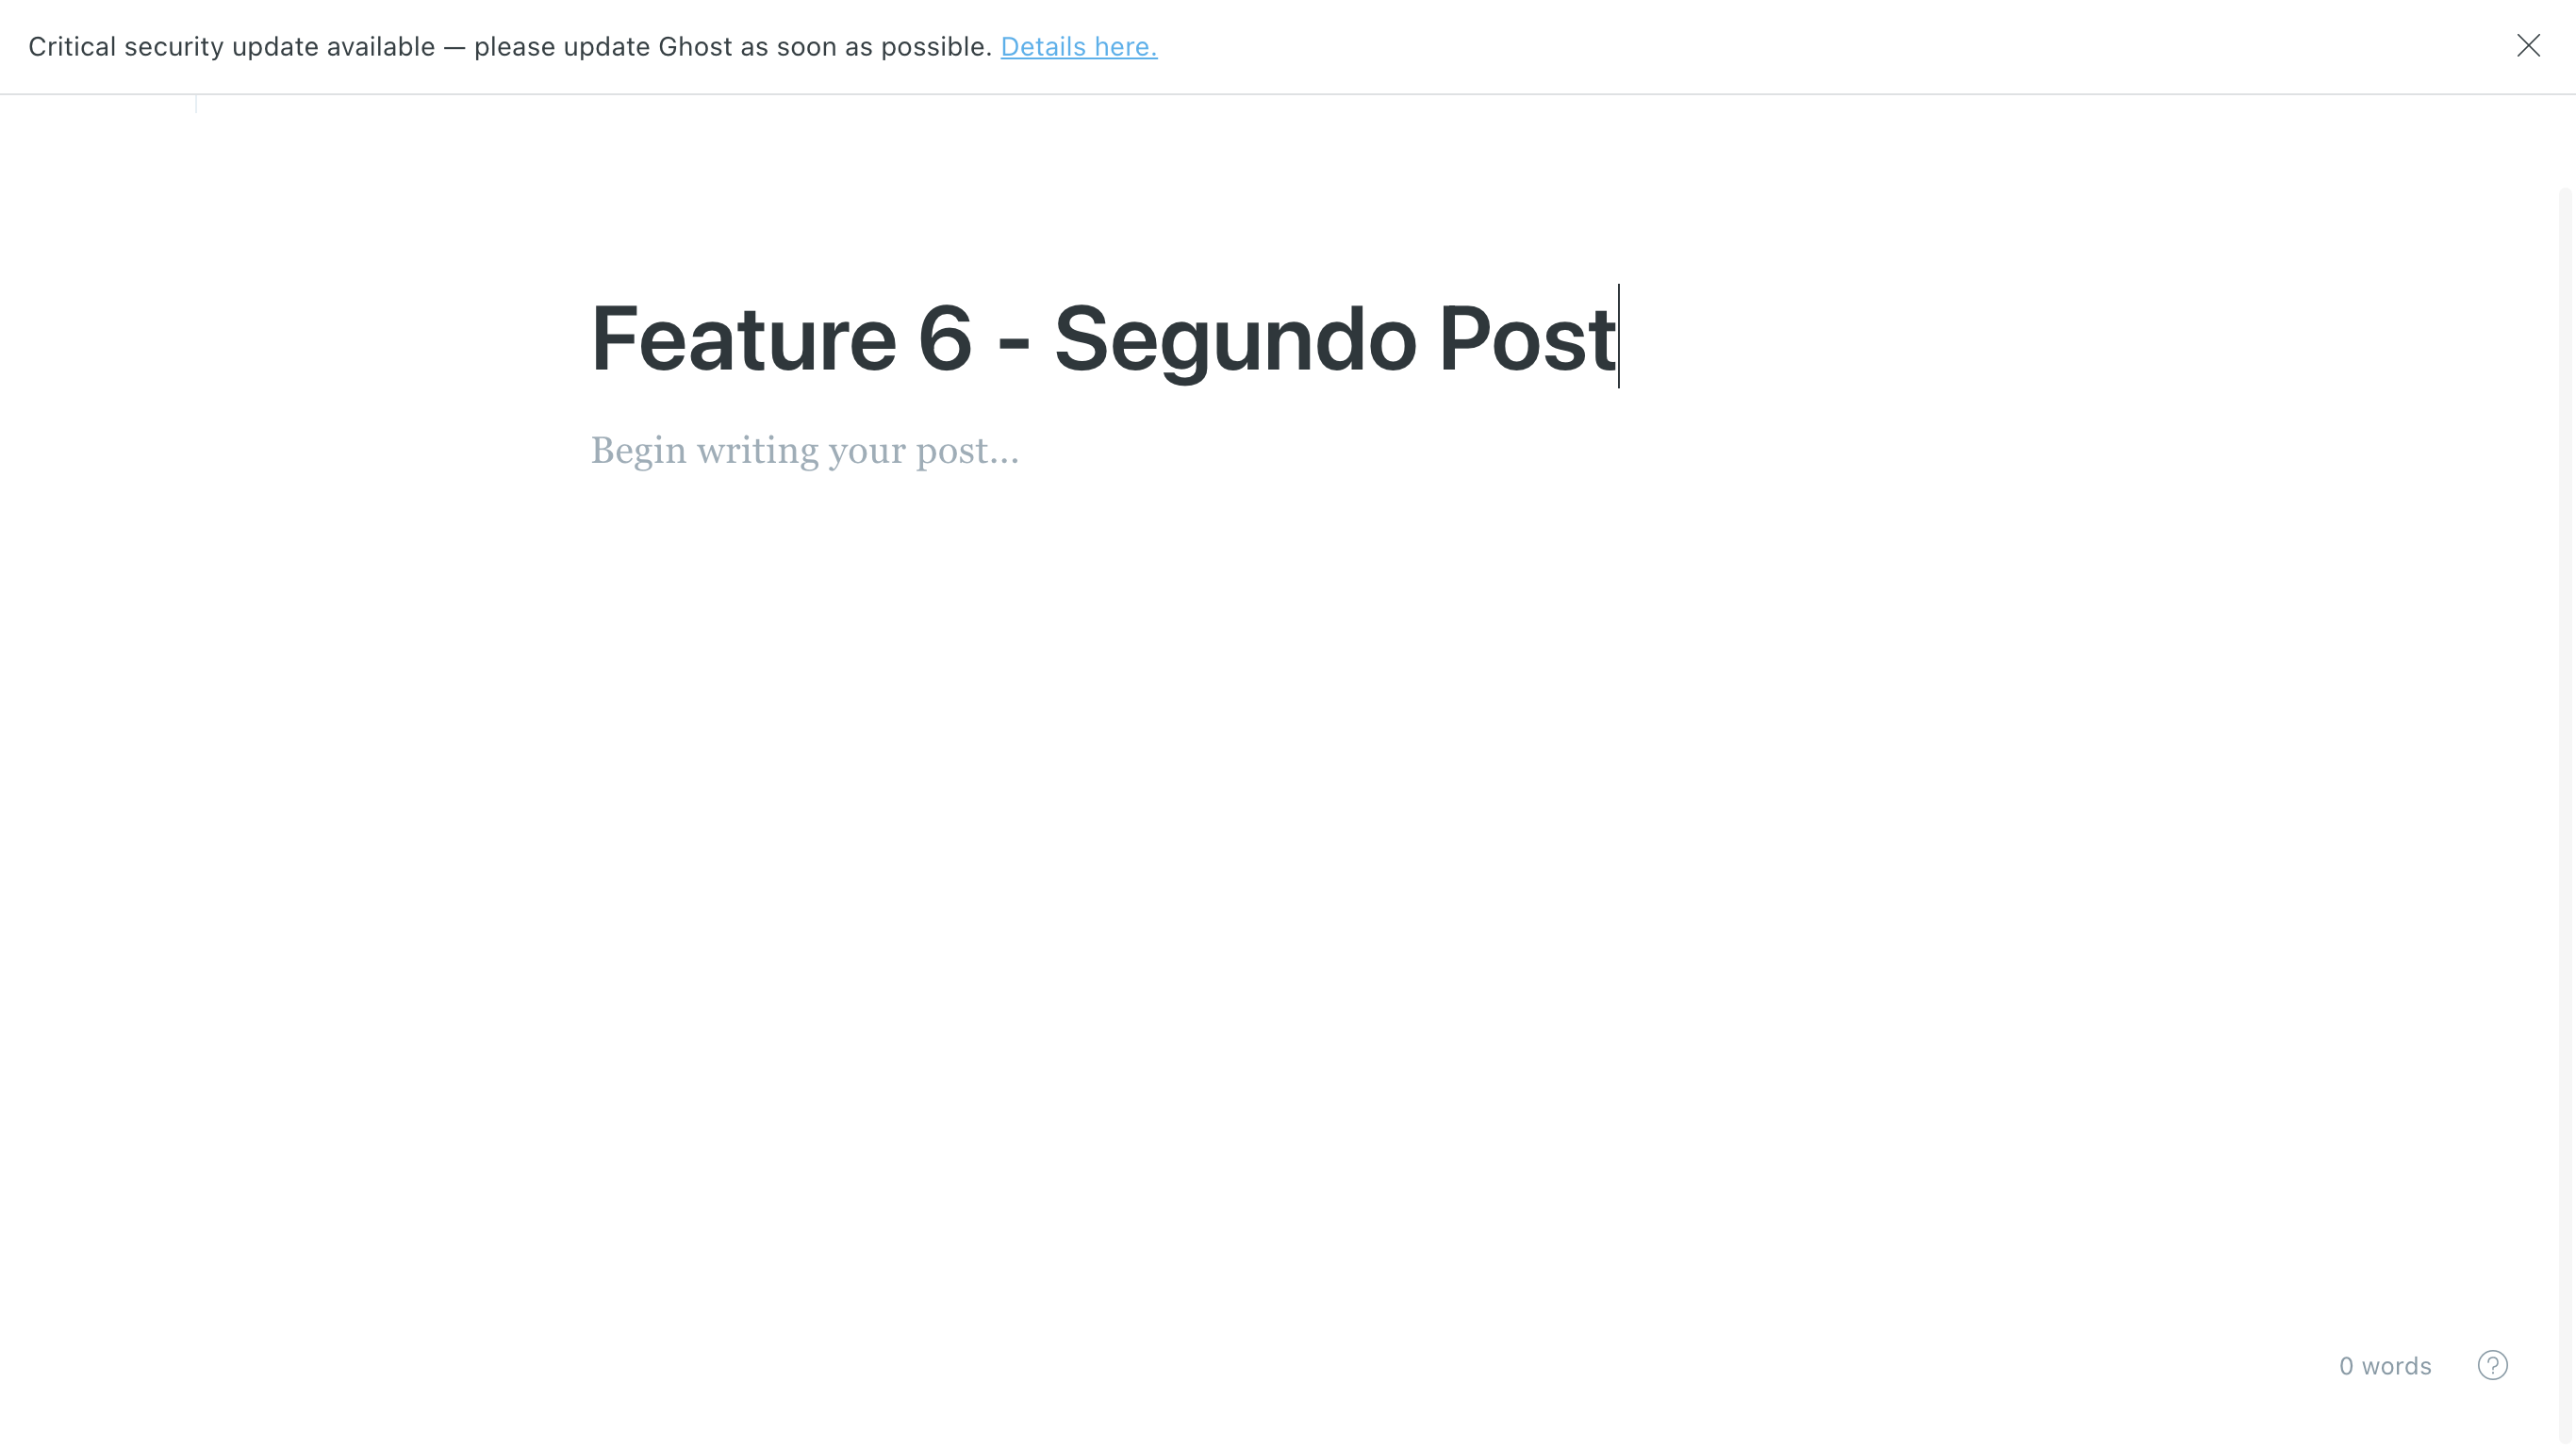 Critical security update available — please update Ghost as soon as possible. Details here.
Feature 6 - Segundo Post
Begin writing your post...
0 words
?